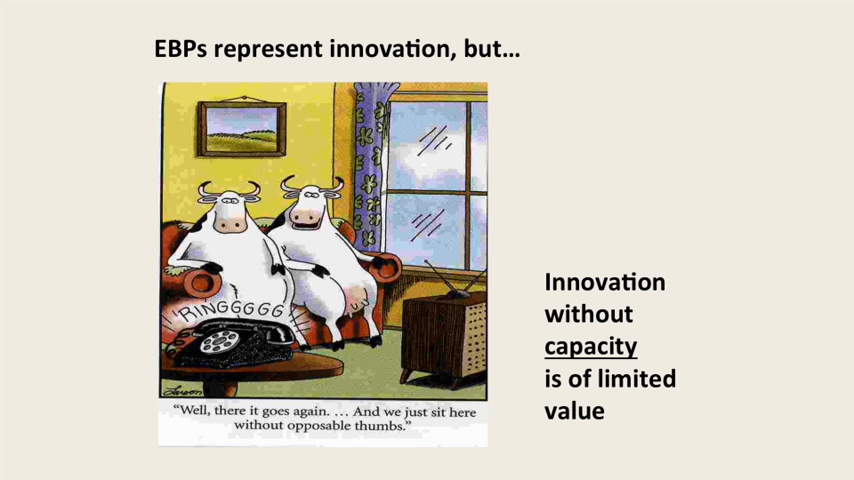 EBPs represent innovation, but…
RINGGGGG
Larson
“Well, there it goes again. … And we just sit here
without opposable thumbs.”
Innovation
without
capacity
is of limited
value